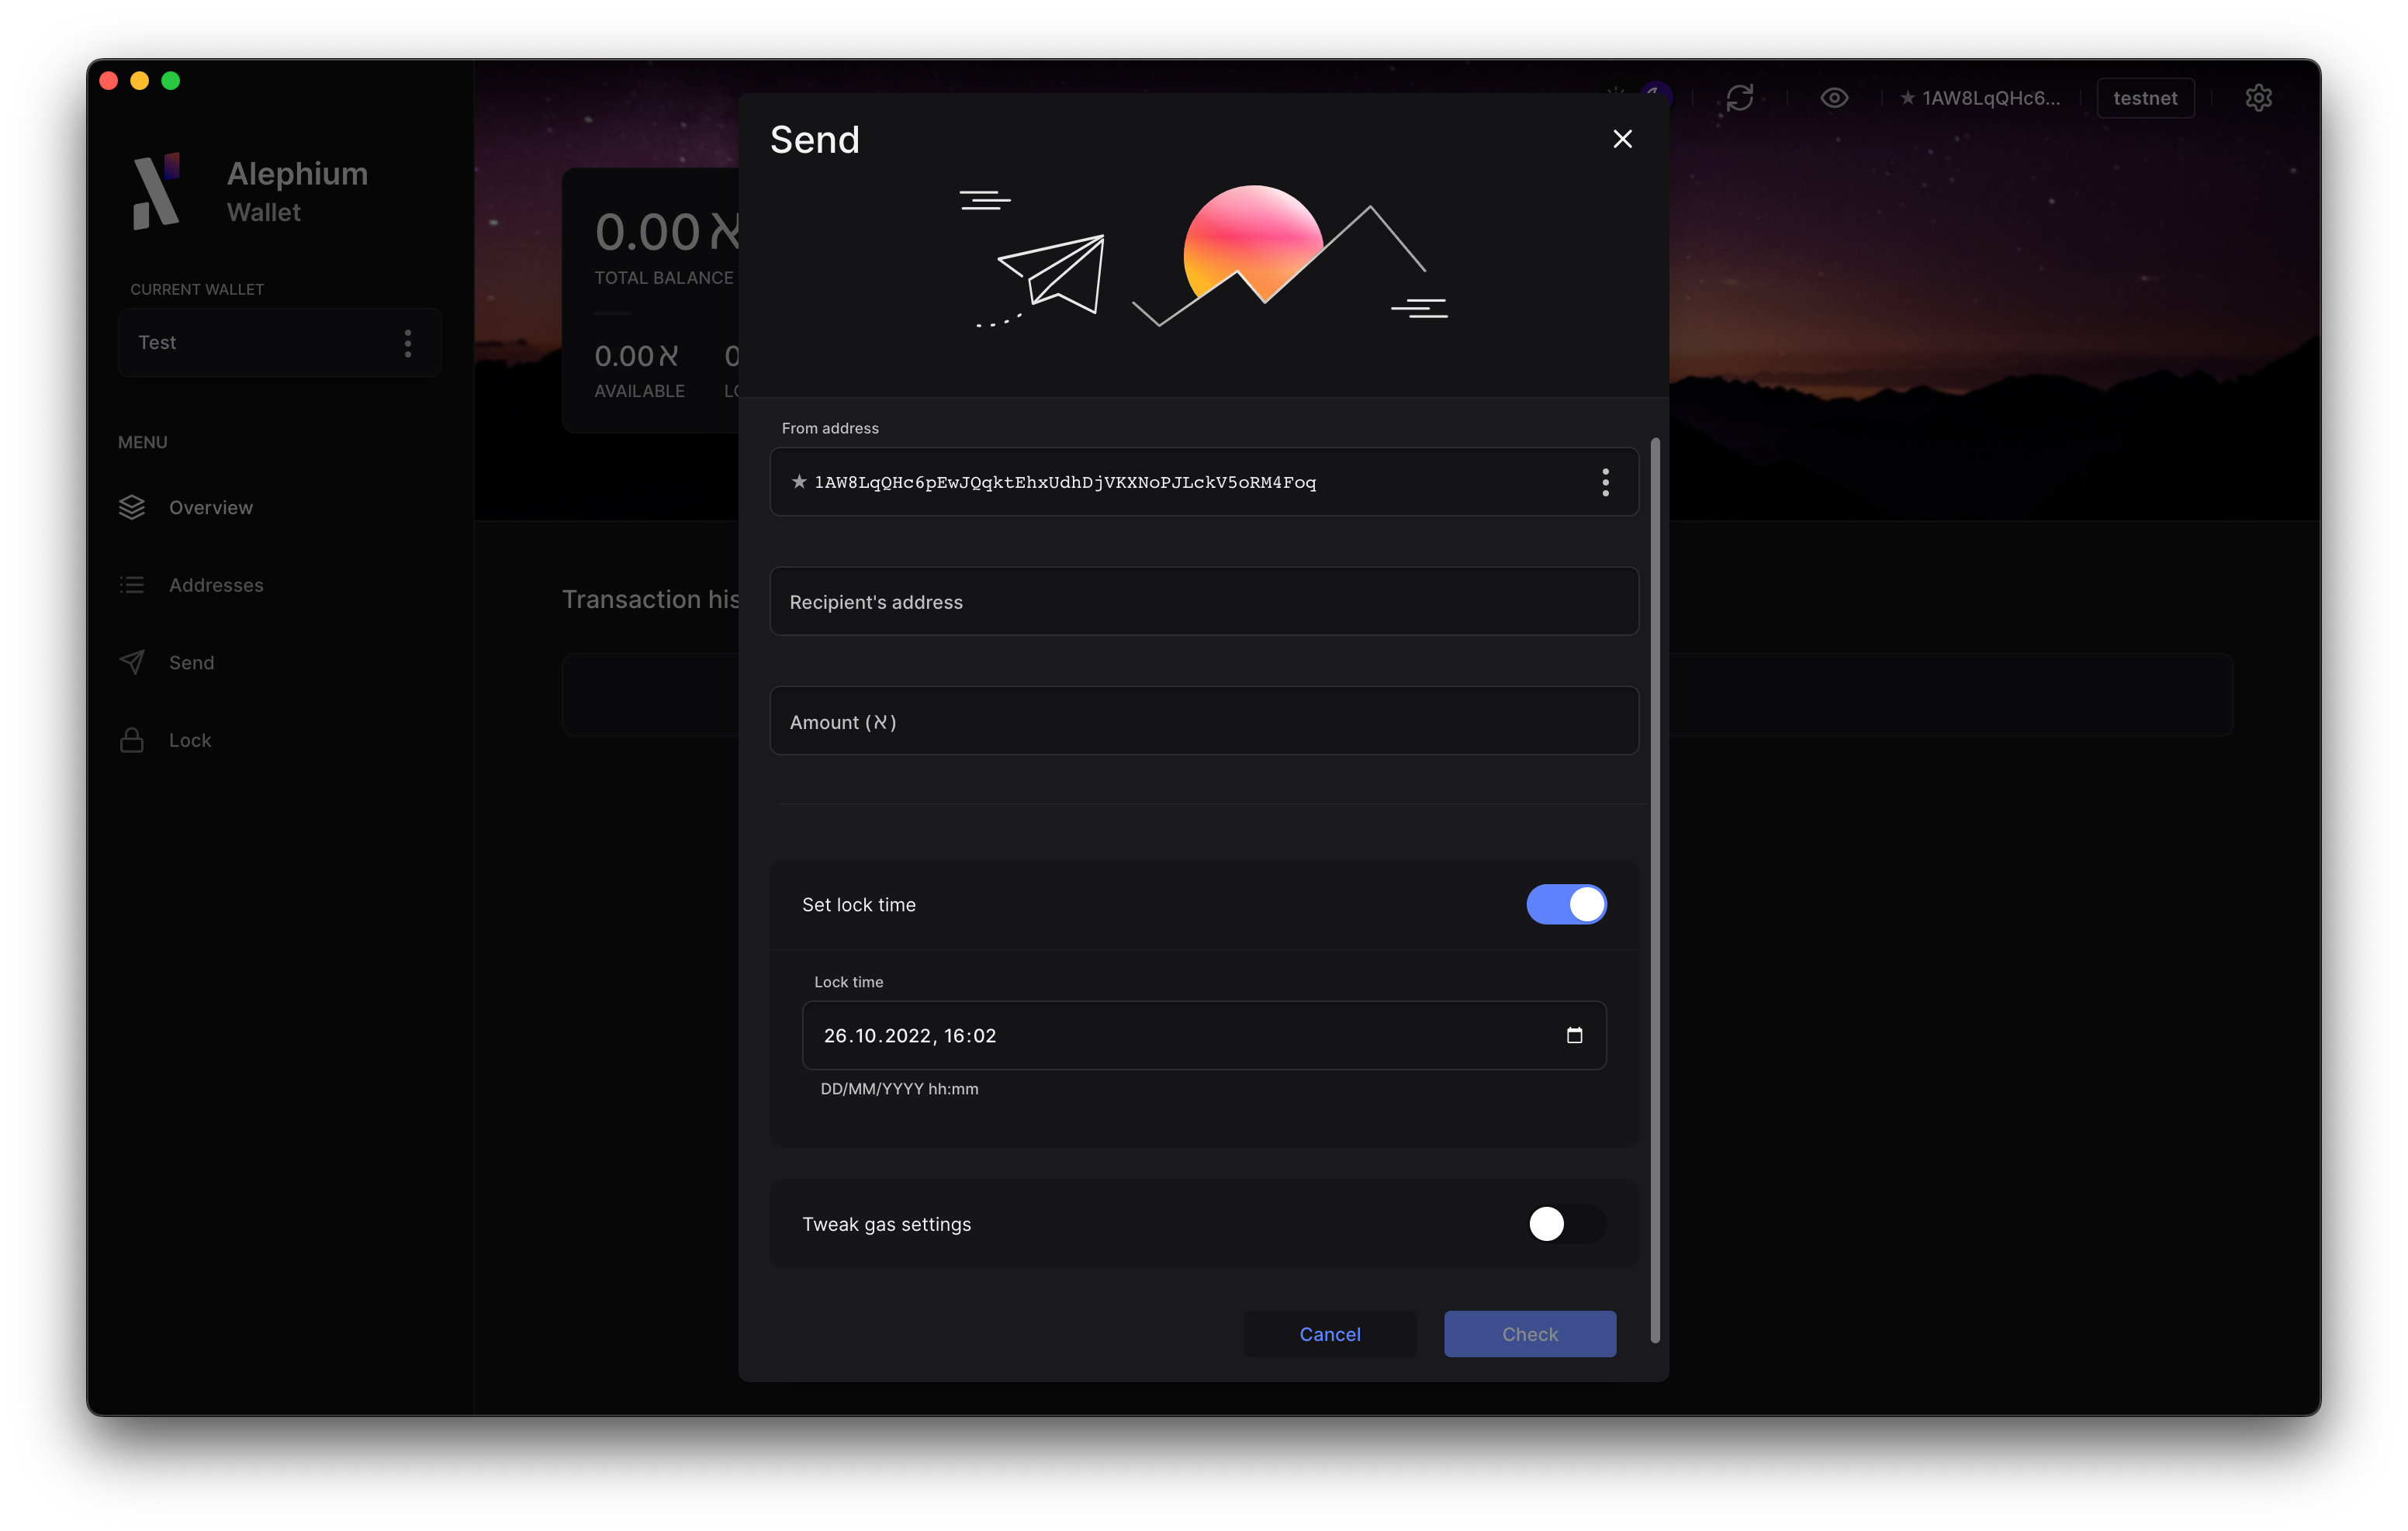 Alephium
Wallet
CURRENT WALLET
Test
MENU
Overview
Addresses
Send
Lock
1AW8LqQHc6...
testnet
0.00 ℵ
TOTAL BALANCE
0.00 ℵ
AVAILABLE
Transaction his
Send
From address
★ 1AW8LqQHc6pEwJQqktEhxUdhDjVKXNoPJLckV5oRM4Foq
Recipient's address
Amount (ℵ)
Set lock time
Lock time
26.10.2022, 16:02
DD/MM/YYYY hh:mm
Tweak gas settings
Cancel
Check